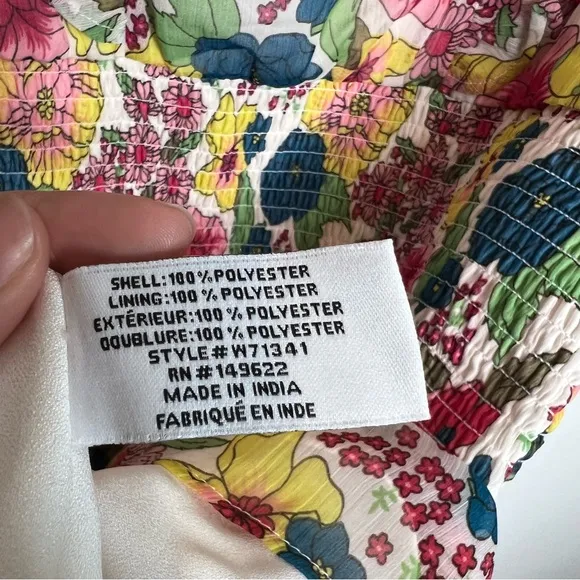 SHELL:100%POLYESTER
LINING:100% POLYESTER
EXTÉRIEUR:100% POLYESTER
DOUBLURE:100% POLYESTER
STYLE# W71341
RN #149622
MADE IN INDIA
FABRIQUÉ EN INDE